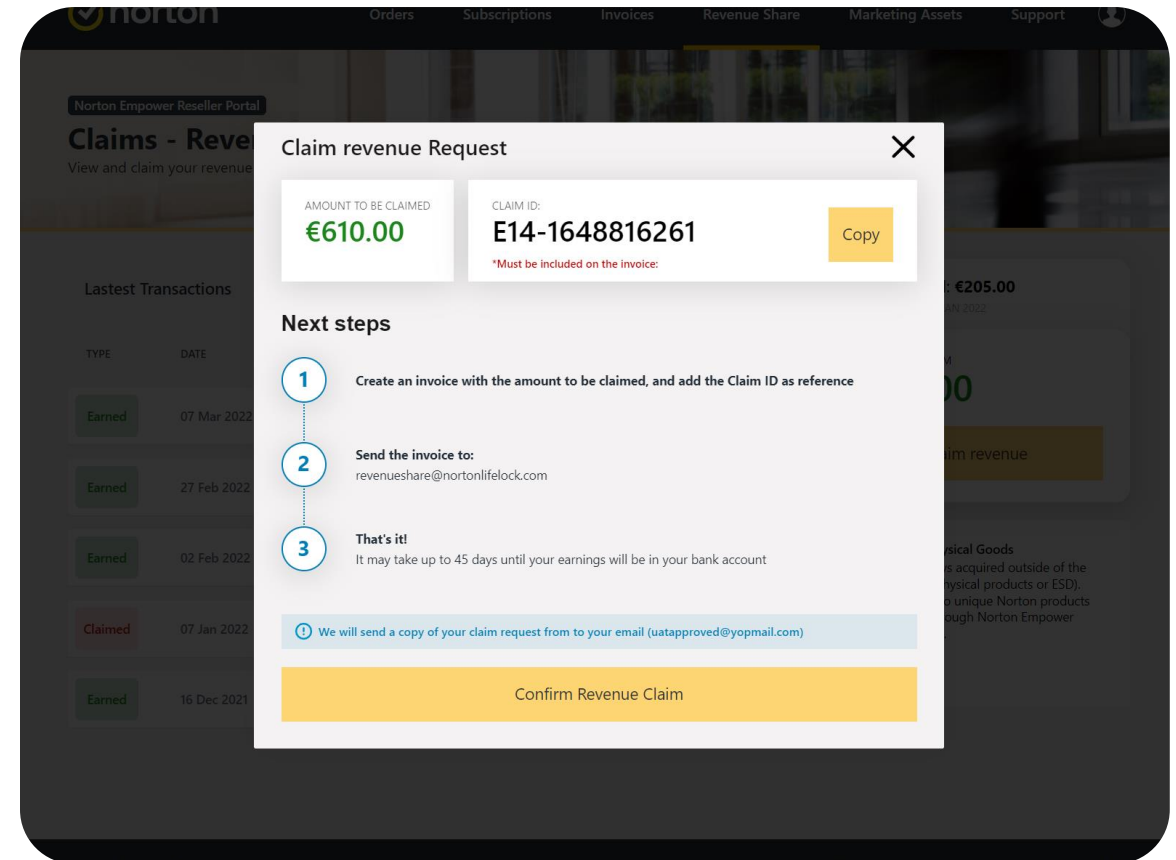 norton
Orders Subscriptions Invoices Revenue Share Marketing Assets Support
Norton Empower Reseller Portal
Claims - Reve
View and claim your revenue
Claim revenue Request
AMOUNT TO BE CLAIMED
€610.00
CLAIM ID:
E14-1648816261
*Must be included on the invoice:
Copy
Lastest Transactions
: €205.00
AN 2022
Next steps
TYPE DATE
M
00
1
Create an invoice with the amount to be claimed, and add the Claim ID as reference
Earned 07 Mar 2022
2
Send the invoice to:
revenueshare@nortonlifelock.com
aim revenue
Earned 27 Feb 2022
3
That's it!
It may take up to 45 days until your earnings will be in your bank account
Earned 02 Feb 2022
ysical Goods
ys acquired outside of the
hysical products or ESD).
o unique Norton products
ough Norton Empower
Claimed 07 Jan 2022
We will send a copy of your claim request from to your email (uatapproved@yopmail.com)
Confirm Revenue Claim
Earned 16 Dec 2021